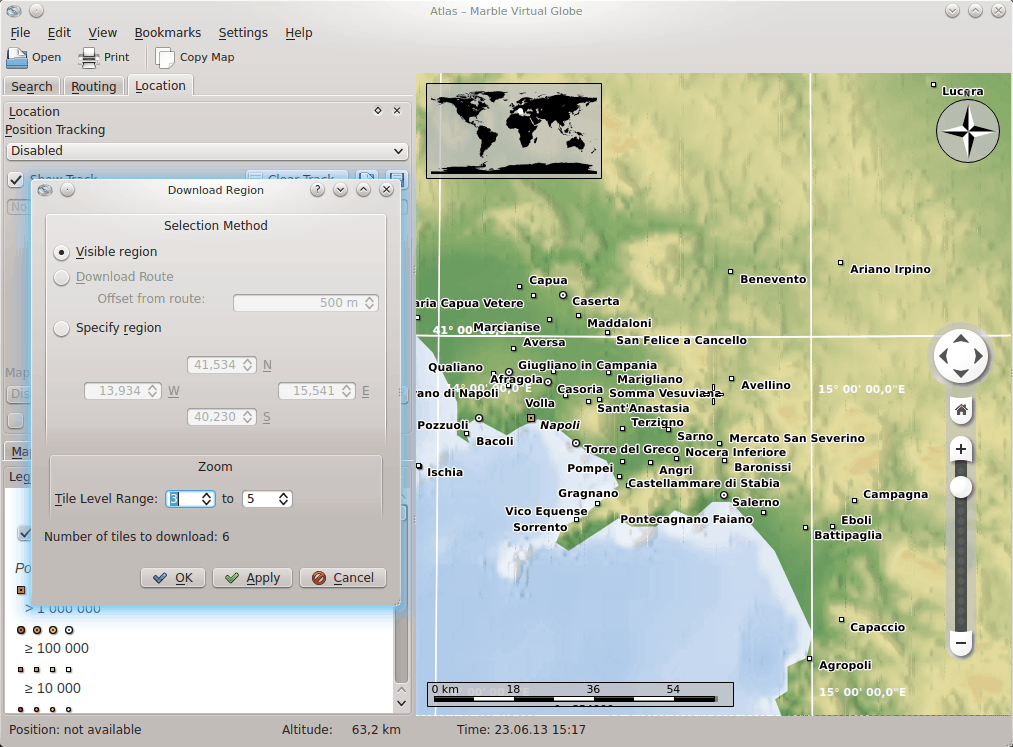 Atlas – Marble Virtual Globe
File Edit View Bookmarks Settings Help
Open Print Copy Map
Search Routing Location
Location
Position Tracking
Disabled
Show Track Clear Track
Download Region
Selection Method
Visible region
Download Route
Offset from route: 500 m
Specify region
41,534 N
13,934 W 15,541 E
40,230 S
Zoom
Tile Level Range: 3 to 5
Number of tiles to download: 6
OK Apply Cancel
> 1 000 000
≥ 100 000
≥ 10 000
Lucera
Ariano Irpino
Benevento
Capua
Caserta
aria Capua Vetere
Maddaloni
Marcianise
41° 00'
San Felice a Cancello
Aversa
Giugliano in Campania
Qualiano
Marigliano
Afragola
Avellino
15° 00' 00,0"E
Casoria
Somma Vesuviana
ano di Napoli
Volla
Sant'Anastasia
Terzigno
Napoli
Pozzuoli
Sarno
Mercato San Severino
Bacoli
Torre del Greco
Nocera Inferiore
Pompei
Angri
Baronissi
Ischia
Castellammare di Stabia
Gragnano
Campagna
Salerno
Vico Equense
Pontecagnano Faiano
Eboli
Sorrento
Battipaglia
Capaccio
Agropoli
15° 00' 00,0"E
0 km 18 36 54
Position: not available Altitude: 63,2 km Time: 23.06.13 15:17